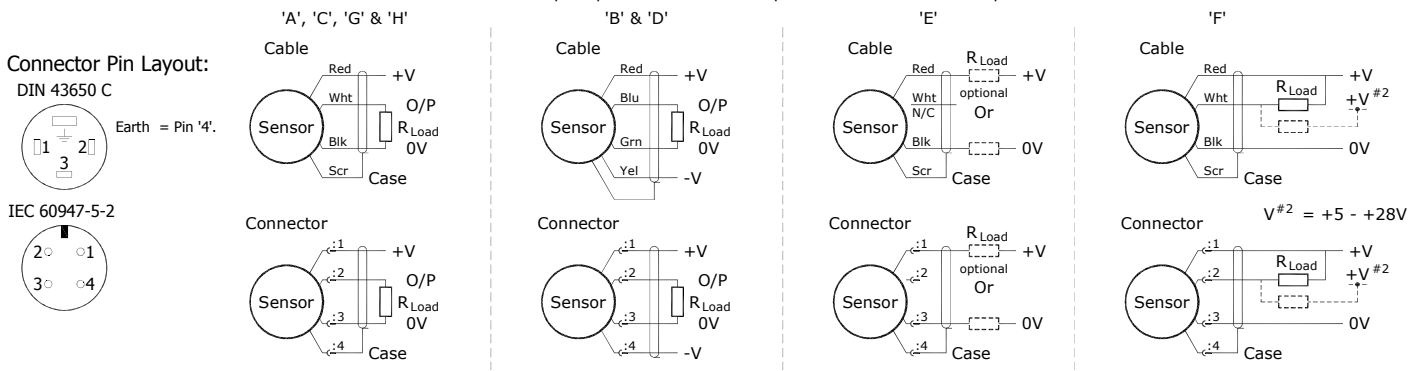 'A', 'C', 'G' & 'H'
'B' & 'D'
'E'
'F'
Connector Pin Layout:
DIN 43650 C
Earth = Pin '4'.
1 2
3
IEC 60947-5-2
2 1
3 4
Cable
Sensor
Red
+V
Wht
O/P
R Load
Blk
0V
Scr
Case
Cable
Sensor
Red
+V
Blu
O/P
R Load
Grn
0V
Yel
-V
Cable
Sensor
Red
R Load
+V
optional
Wht
N/C
Or
Blk
0V
Scr
Case
Cable
Sensor
Red
+V
R Load
Wht
+V #2
Blk
0V
Scr
Case
Connector
Sensor
:1
+V
:2
O/P
R Load
:3
0V
:4
Case
Connector
Sensor
:1
+V
:2
O/P
R Load
:3
0V
:4
-V
Connector
Sensor
:1
R Load
+V
optional
:2
Or
:3
0V
:4
Case
Connector
V#2 = +5 - +28V
Sensor
:1
+V
R Load
:2
+V #2
:3
0V
:4
Case